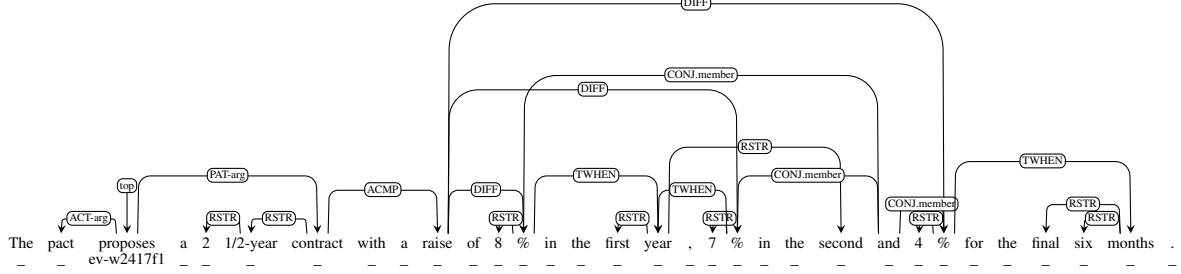 DIFF
CONJ.member
DIFF
RSTR
TWHEN
PAT-arg TWHEN CONJ.member
top ACMP DIFF TWHEN CONJ.member RSTR
ACT-arg RSTR RSTR RSTR RSTR RSTR RSTR RSTR
The pact proposes a 2 1/2-year contract with a raise of 8 % in the first year , 7 % in the second and 4 % for the final six months .
_ _ ev-w2417f1 _ _ _ _ _ _ _ _ _ _ _ _ _ _ _ _ _ _ _ _ _ _ _ _ _ _ _ _ _